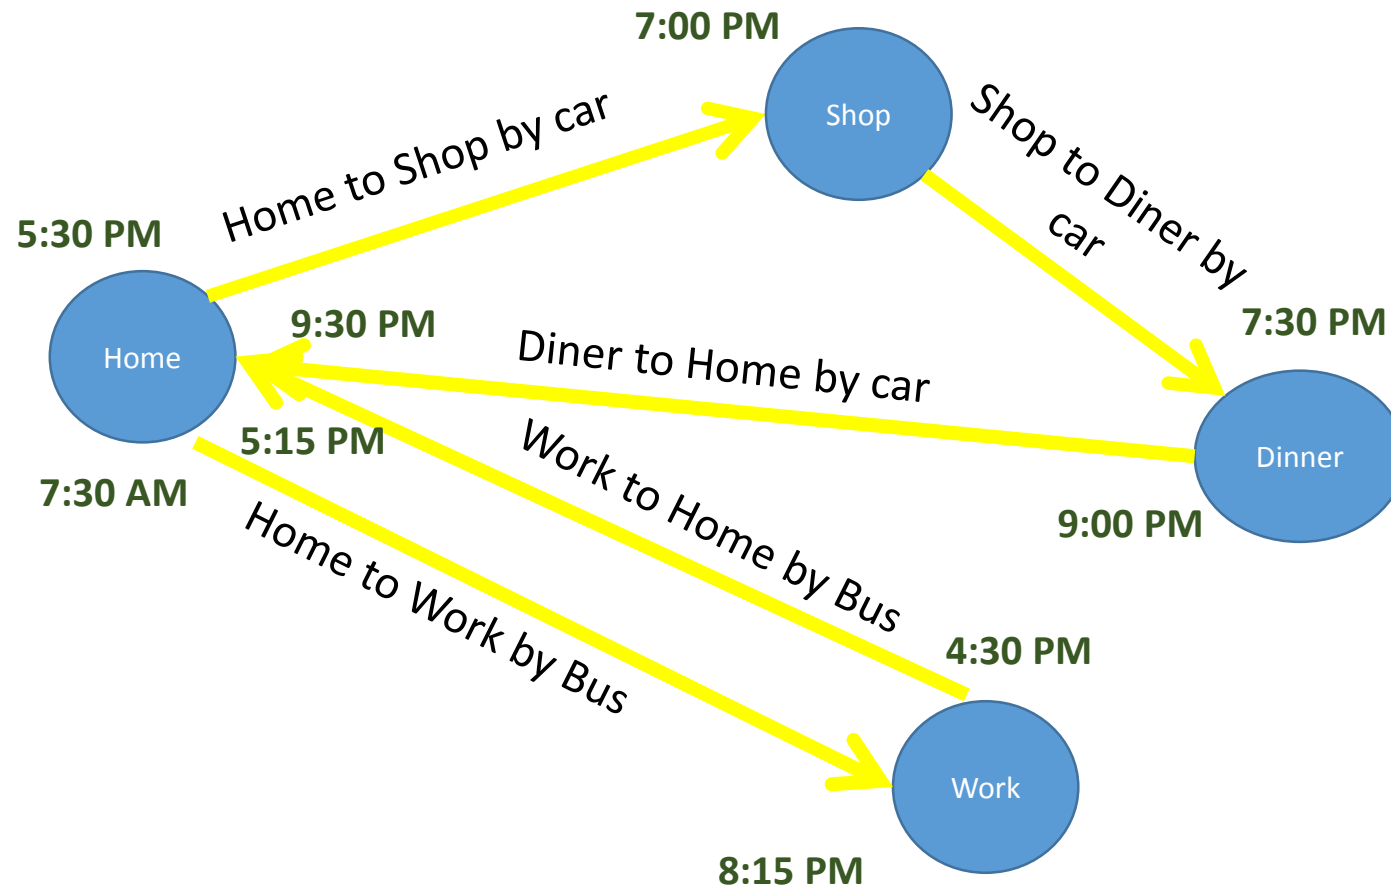 7:00 PM
Shop
Home to Shop by car
Shop to Diner by
car
5:30 PM
9:30 PM
7:30 PM
Home
Diner to Home by car
5:15 PM
Dinner
7:30 AM
Work to Home by Bus
9:00 PM
Home to Work by Bus
4:30 PM
Work
8:15 PM